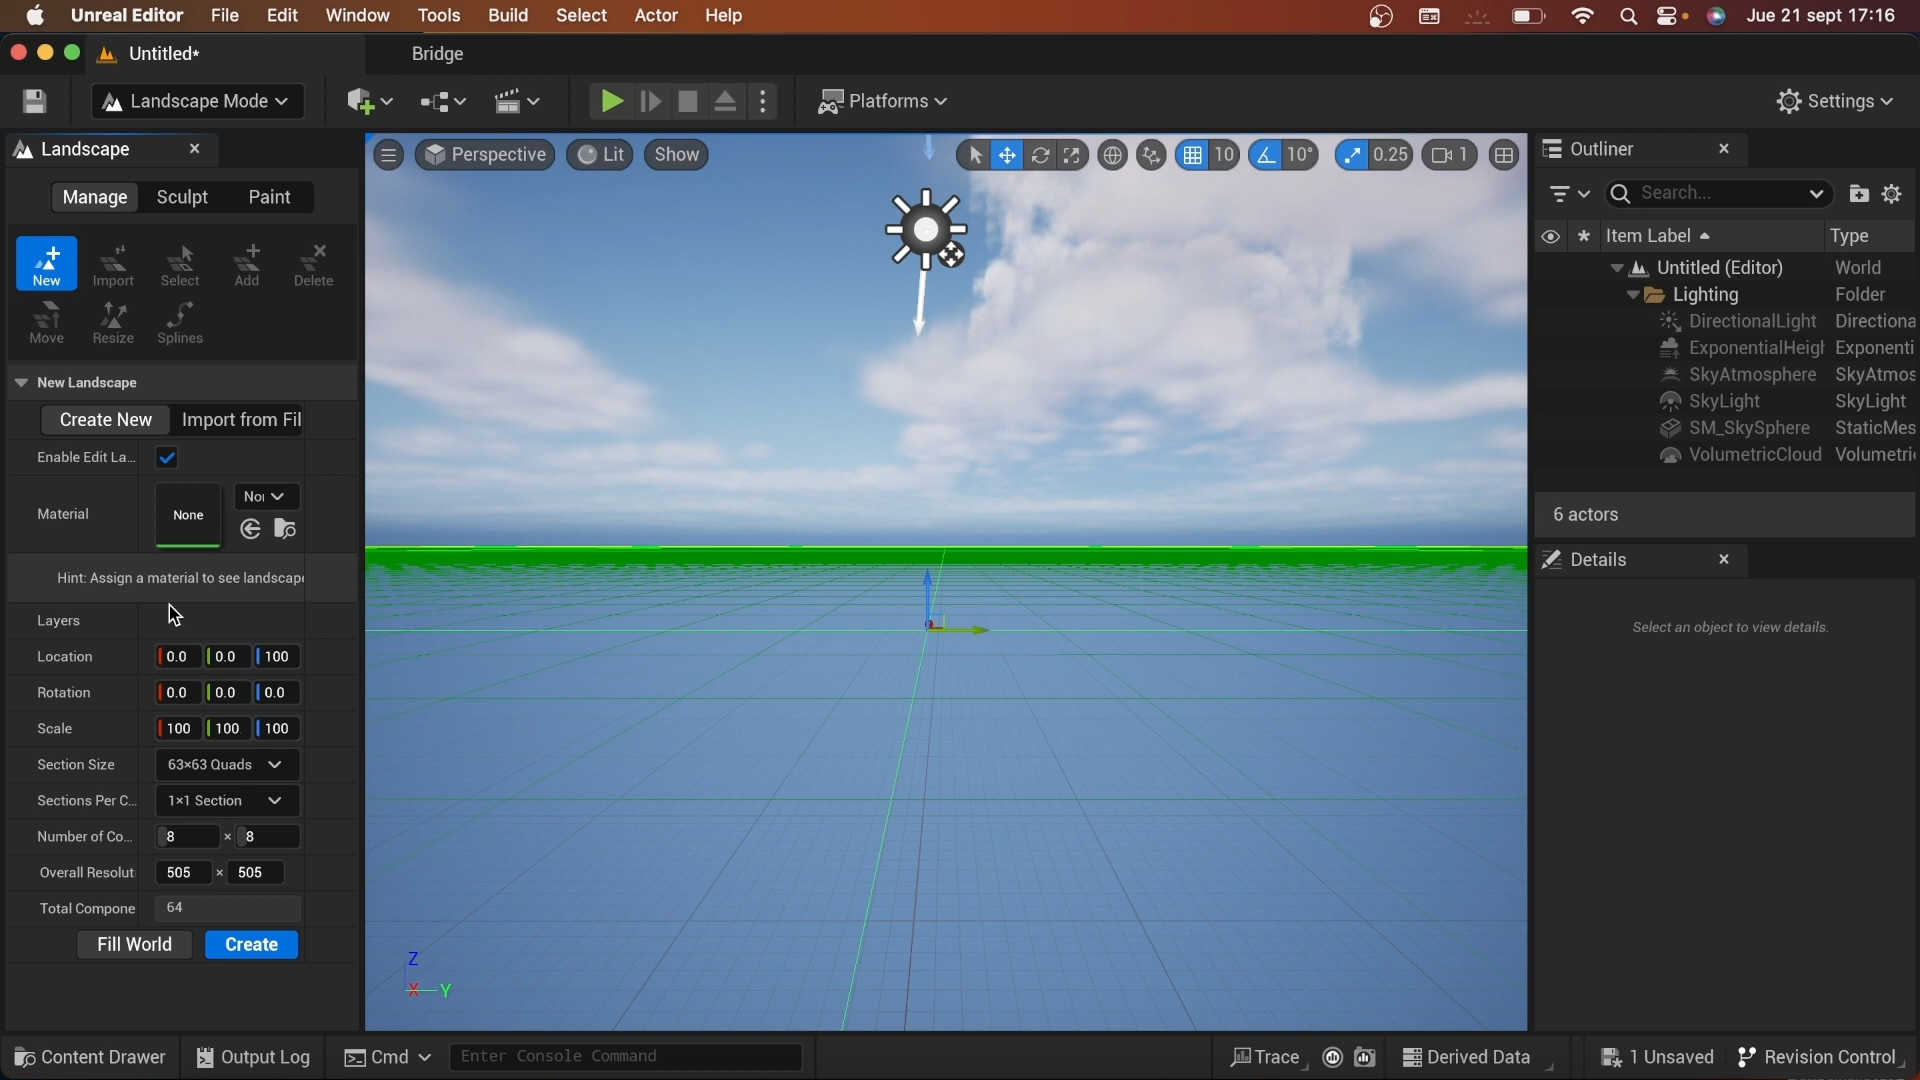 Unreal Editor File Edit Window Tools Build Select Actor Help Jue 21 sept 17:16
Untitled* Bridge
Landscape Mode Platforms Settings
Landscape
Manage Sculpt Paint
New Import Select Add Delete
Move Resize Splines
New Landscape
Create New Import from Fil
Enable Edit La...
Material None
Hint: Assign a material to see landscape
Layers
Location 0.0 0.0 100
Rotation 0.0 0.0 0.0
Scale 100 100 100
Section Size 63×63 Quads
Sections Per C... 1×1 Section
Number of Co... 8 × 8
Overall Resolut 505 × 505
Total Compone 64
Fill World Create
Perspective Lit Show 10 10° 0.25 1
Z
X Y
Outliner
Search...
* Item Label Type
Untitled (Editor) World
Lighting Folder
DirectionalLight Directiona
ExponentialHeigh Exponenti
SkyAtmosphere SkyAtmos
SkyLight SkyLight
SM_SkySphere StaticMes
VolumetricCloud Volumetri
6 actors
Details
Select an object to view details.
Content Drawer Output Log Cmd Enter Console Command Trace Derived Data 1 Unsaved Revision Control